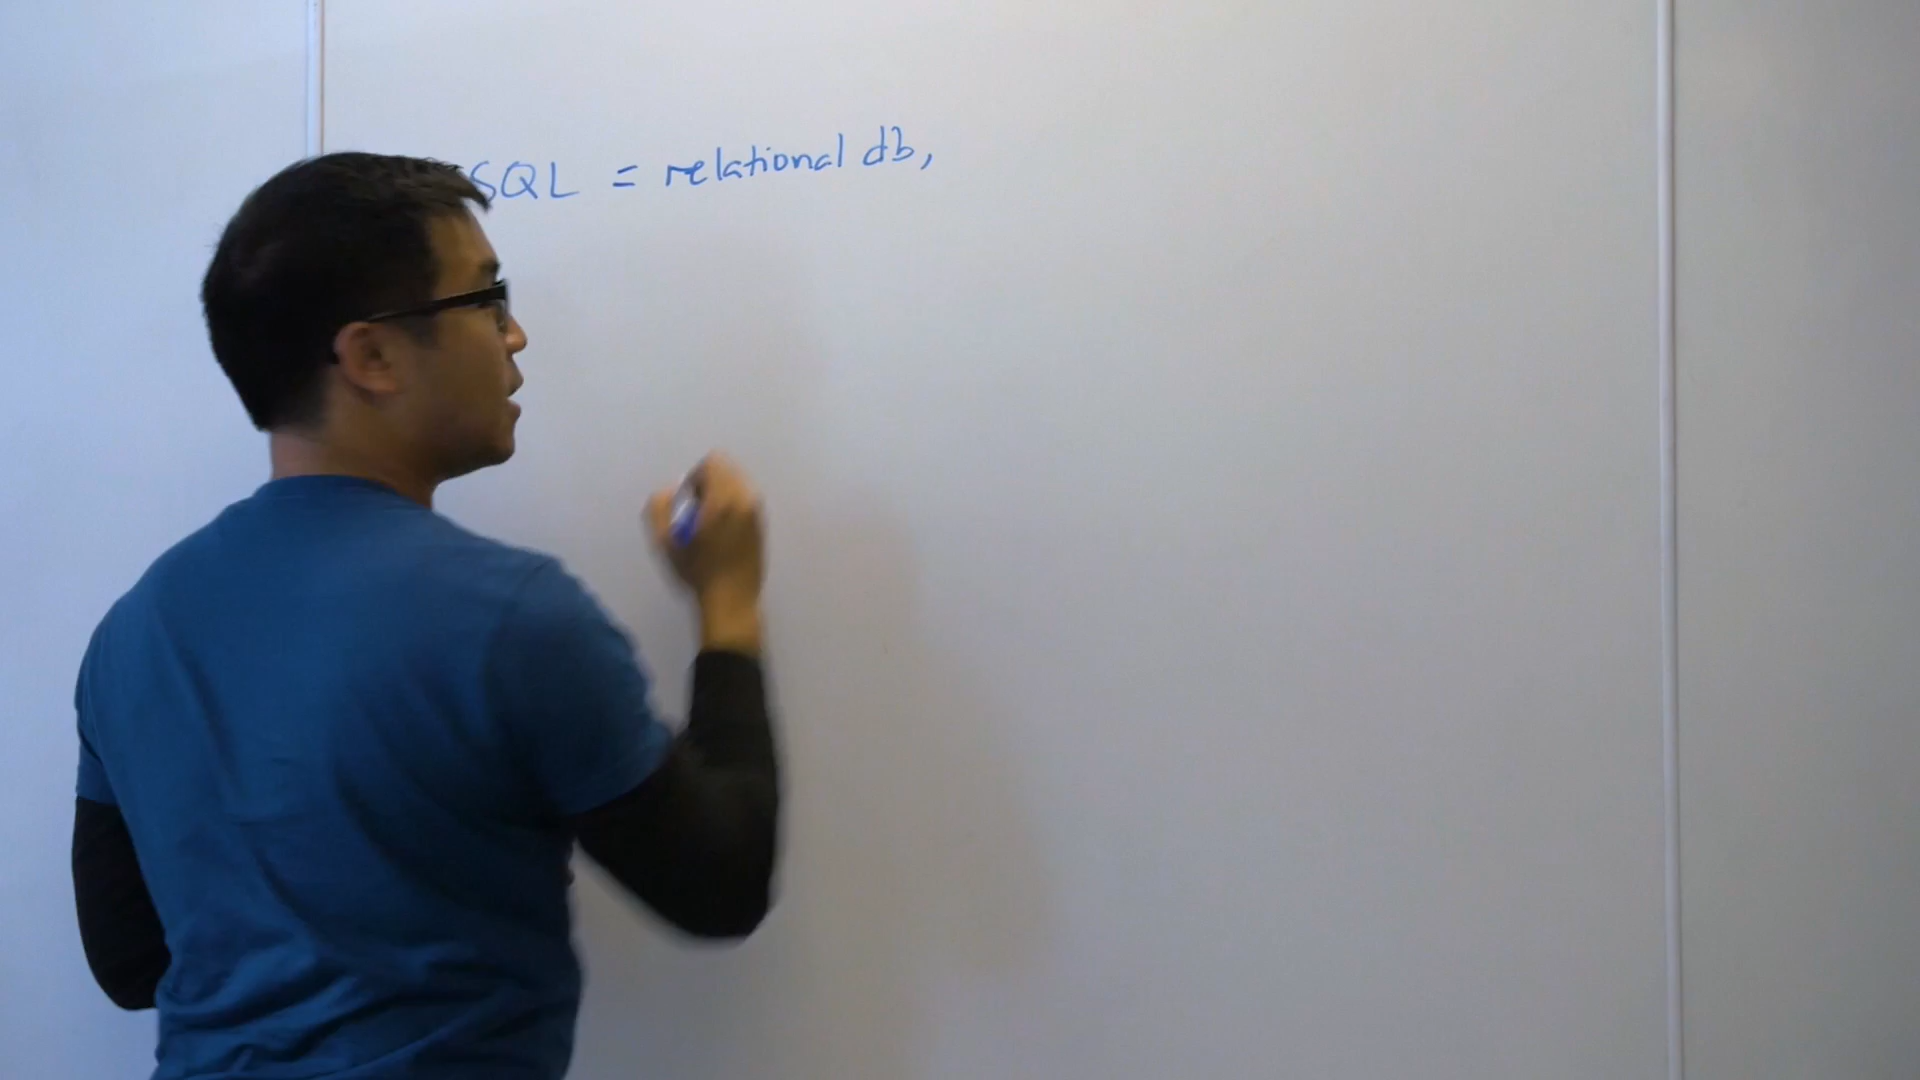 SQL = relational db,